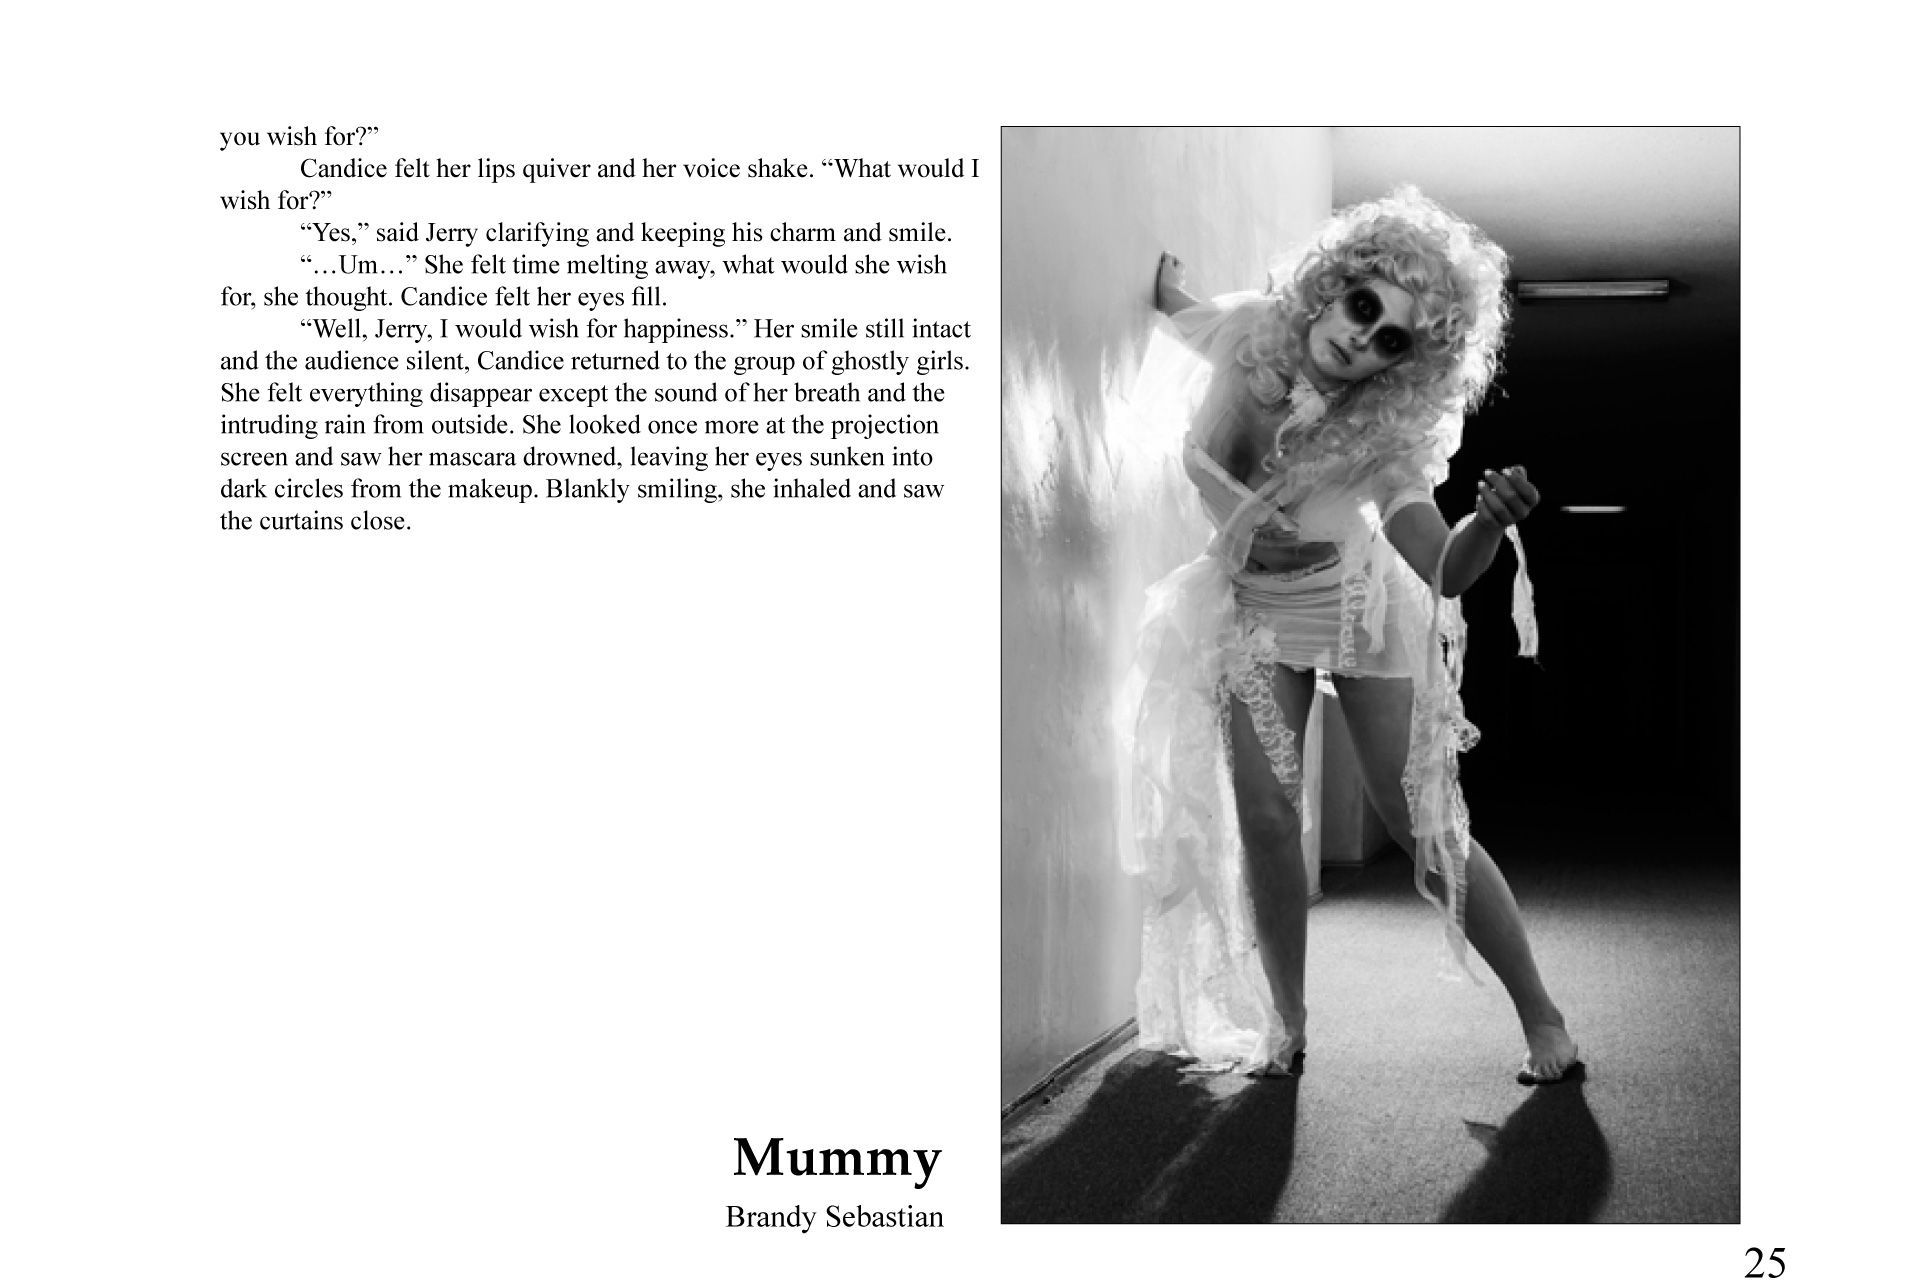 you wish for?”
Candice felt her lips quiver and her voice shake. “What would I
wish for?”
“Yes,” said Jerry clarifying and keeping his charm and smile.
“…Um…” She felt time melting away, what would she wish
for, she thought. Candice felt her eyes fill.
“Well, Jerry, I would wish for happiness.” Her smile still intact
and the audience silent, Candice returned to the group of ghostly girls.
She felt everything disappear except the sound of her breath and the
intruding rain from outside. She looked once more at the projection
screen and saw her mascara drowned, leaving her eyes sunken into
dark circles from the makeup. Blankly smiling, she inhaled and saw
the curtains close.
Mummy
Brandy Sebastian
25